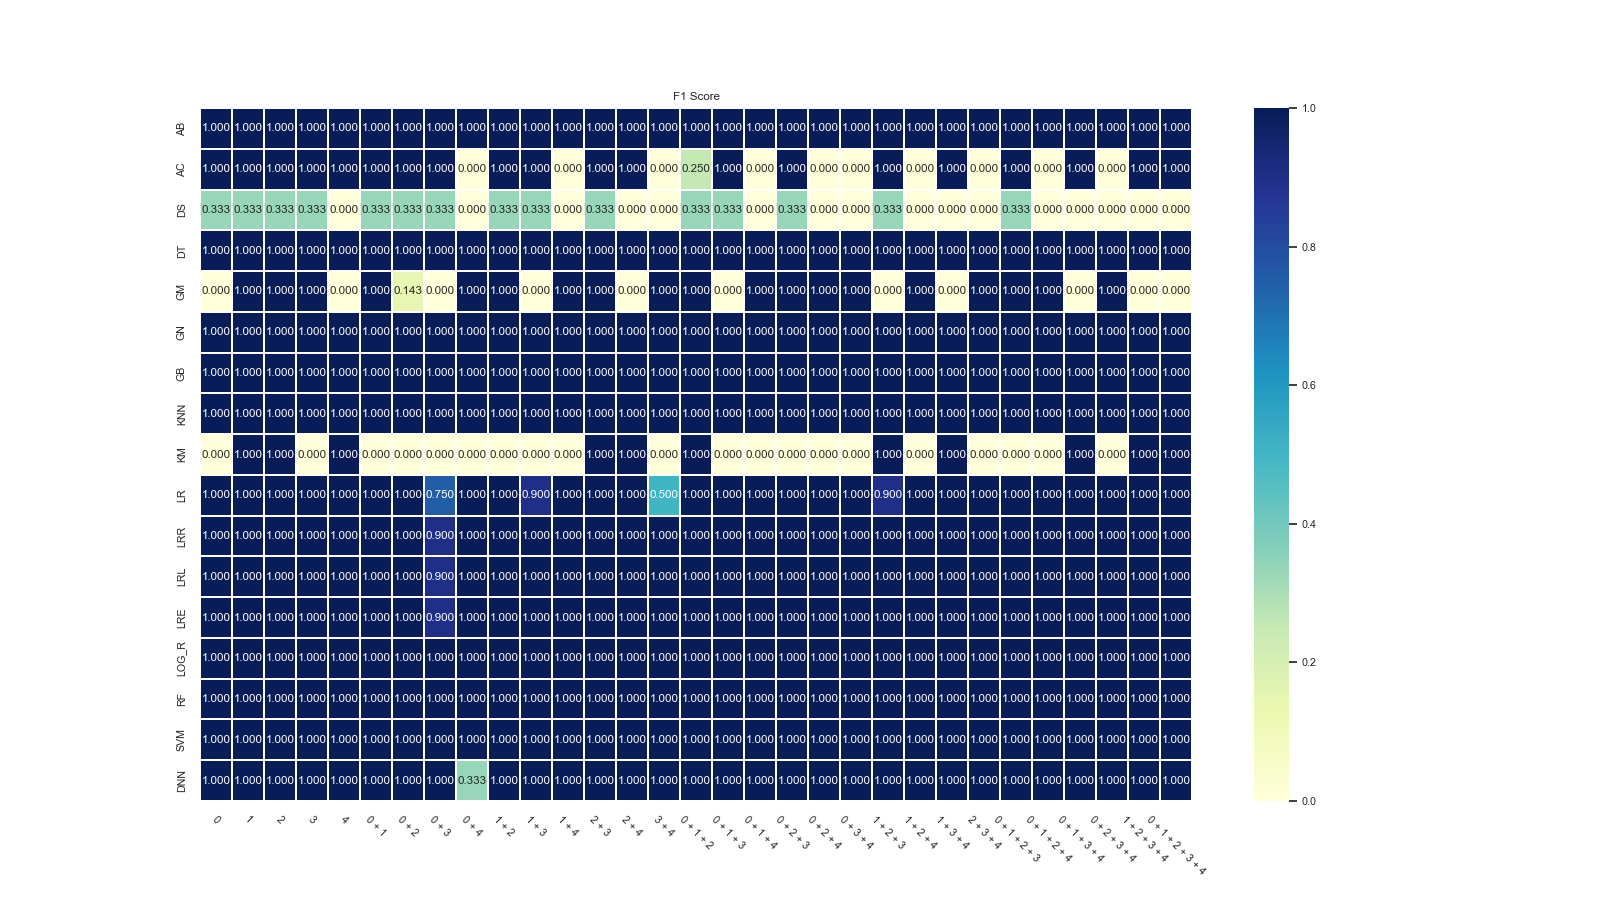 F1 Score
AB 1.000 1.000 1.000 1.000 1.000 1.000 1.000 1.000 1.000 1.000 1.000 1.000 1.000 1.000 1.000 1.000 1.000 1.000 1.000 1.000 1.000 1.000 1.000 1.000 1.000 1.000 1.000 1.000 1.000 1.000 1.000
AC 1.000 1.000 1.000 1.000 1.000 1.000 1.000 1.000 0.000 1.000 1.000 0.000 1.000 1.000 0.000 0.250 1.000 0.000 1.000 0.000 0.000 1.000 0.000 1.000 0.000 1.000 0.000 1.000 0.000 1.000 1.000
DS 0.333 0.333 0.333 0.333 0.000 0.333 0.333 0.333 0.000 0.333 0.333 0.000 0.333 0.000 0.000 0.333 0.333 0.000 0.333 0.000 0.000 0.333 0.000 0.000 0.000 0.333 0.000 0.000 0.000 0.000 0.000
DT 1.000 1.000 1.000 1.000 1.000 1.000 1.000 1.000 1.000 1.000 1.000 1.000 1.000 1.000 1.000 1.000 1.000 1.000 1.000 1.000 1.000 1.000 1.000 1.000 1.000 1.000 1.000 1.000 1.000 1.000 1.000
GM 0.000 1.000 1.000 1.000 0.000 1.000 0.143 0.000 1.000 1.000 0.000 1.000 1.000 0.000 1.000 1.000 0.000 1.000 1.000 1.000 1.000 0.000 1.000 0.000 1.000 1.000 1.000 0.000 1.000 0.000 0.000
GN 1.000 1.000 1.000 1.000 1.000 1.000 1.000 1.000 1.000 1.000 1.000 1.000 1.000 1.000 1.000 1.000 1.000 1.000 1.000 1.000 1.000 1.000 1.000 1.000 1.000 1.000 1.000 1.000 1.000 1.000 1.000
GB 1.000 1.000 1.000 1.000 1.000 1.000 1.000 1.000 1.000 1.000 1.000 1.000 1.000 1.000 1.000 1.000 1.000 1.000 1.000 1.000 1.000 1.000 1.000 1.000 1.000 1.000 1.000 1.000 1.000 1.000 1.000
KNN 1.000 1.000 1.000 1.000 1.000 1.000 1.000 1.000 1.000 1.000 1.000 1.000 1.000 1.000 1.000 1.000 1.000 1.000 1.000 1.000 1.000 1.000 1.000 1.000 1.000 1.000 1.000 1.000 1.000 1.000 1.000
KM 0.000 1.000 1.000 0.000 1.000 0.000 0.000 0.000 0.000 0.000 0.000 0.000 1.000 1.000 0.000 1.000 0.000 0.000 0.000 0.000 0.000 1.000 0.000 1.000 0.000 0.000 0.000 1.000 0.000 1.000 1.000
LR 1.000 1.000 1.000 1.000 1.000 1.000 1.000 0.750 1.000 1.000 0.900 1.000 1.000 1.000 0.500 1.000 1.000 1.000 1.000 1.000 1.000 0.900 1.000 1.000 1.000 1.000 1.000 1.000 1.000 1.000 1.000
LRR 1.000 1.000 1.000 1.000 1.000 1.000 1.000 0.900 1.000 1.000 1.000 1.000 1.000 1.000 1.000 1.000 1.000 1.000 1.000 1.000 1.000 1.000 1.000 1.000 1.000 1.000 1.000 1.000 1.000 1.000 1.000
LRL 1.000 1.000 1.000 1.000 1.000 1.000 1.000 0.900 1.000 1.000 1.000 1.000 1.000 1.000 1.000 1.000 1.000 1.000 1.000 1.000 1.000 1.000 1.000 1.000 1.000 1.000 1.000 1.000 1.000 1.000 1.000
LRE 1.000 1.000 1.000 1.000 1.000 1.000 1.000 0.900 1.000 1.000 1.000 1.000 1.000 1.000 1.000 1.000 1.000 1.000 1.000 1.000 1.000 1.000 1.000 1.000 1.000 1.000 1.000 1.000 1.000 1.000 1.000
LOG_R 1.000 1.000 1.000 1.000 1.000 1.000 1.000 1.000 1.000 1.000 1.000 1.000 1.000 1.000 1.000 1.000 1.000 1.000 1.000 1.000 1.000 1.000 1.000 1.000 1.000 1.000 1.000 1.000 1.000 1.000 1.000
RF 1.000 1.000 1.000 1.000 1.000 1.000 1.000 1.000 1.000 1.000 1.000 1.000 1.000 1.000 1.000 1.000 1.000 1.000 1.000 1.000 1.000 1.000 1.000 1.000 1.000 1.000 1.000 1.000 1.000 1.000 1.000
SVM 1.000 1.000 1.000 1.000 1.000 1.000 1.000 1.000 1.000 1.000 1.000 1.000 1.000 1.000 1.000 1.000 1.000 1.000 1.000 1.000 1.000 1.000 1.000 1.000 1.000 1.000 1.000 1.000 1.000 1.000 1.000
DNN 1.000 1.000 1.000 1.000 1.000 1.000 1.000 1.000 0.333 1.000 1.000 1.000 1.000 1.000 1.000 1.000 1.000 1.000 1.000 1.000 1.000 1.000 1.000 1.000 1.000 1.000 1.000 1.000 1.000 1.000 1.000
0
1
2
3
4
0 + 1
0 + 2
0 + 3
0 + 4
1 + 2
1 + 3
1 + 4
2 + 3
2 + 4
3 + 4
0 + 1 + 2
0 + 1 + 3
0 + 1 + 4
0 + 2 + 3
0 + 2 + 4
0 + 3 + 4
1 + 2 + 3
1 + 2 + 4
1 + 3 + 4
2 + 3 + 4
0 + 1 + 2 + 3
0 + 1 + 2 + 4
0 + 1 + 3 + 4
0 + 2 + 3 + 4
1 + 2 + 3 + 4
0 + 1 + 2 + 3 + 4
1.0
0.8
0.6
0.4
0.2
0.0